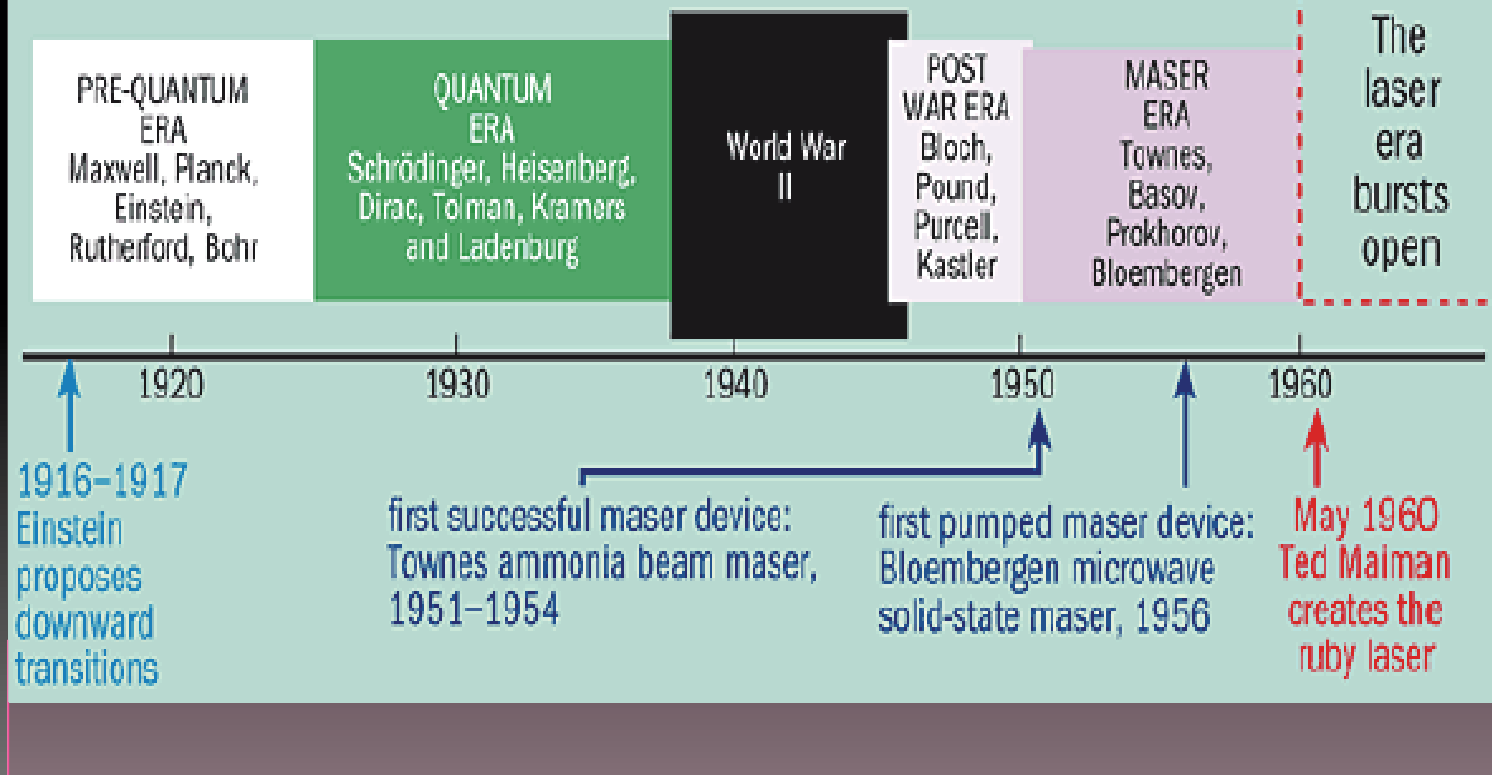 PRE-QUANTUM
ERA
Maxwell, Planck,
Einstein,
Rutherford, Bohr
QUANTUM
ERA
Schrödinger, Heisenberg,
Dirac, Tolman, Kramers
and Ladenburg
World War
II
POST
WAR ERA
Bloch,
Pound,
Purcell,
Kastler
MASER
ERA
Townes,
Basov,
Prokhorov,
Bloembergen
The
laser
era
bursts
open
1920
1930
1940
1950
1960
1916–1917
Einstein
proposes
downward
transitions
first successful maser device:
Townes ammonia beam maser,
1951–1954
first pumped maser device:
Bloembergen microwave
solid-state maser, 1956
May 1960
Ted Maiman
creates the
ruby laser